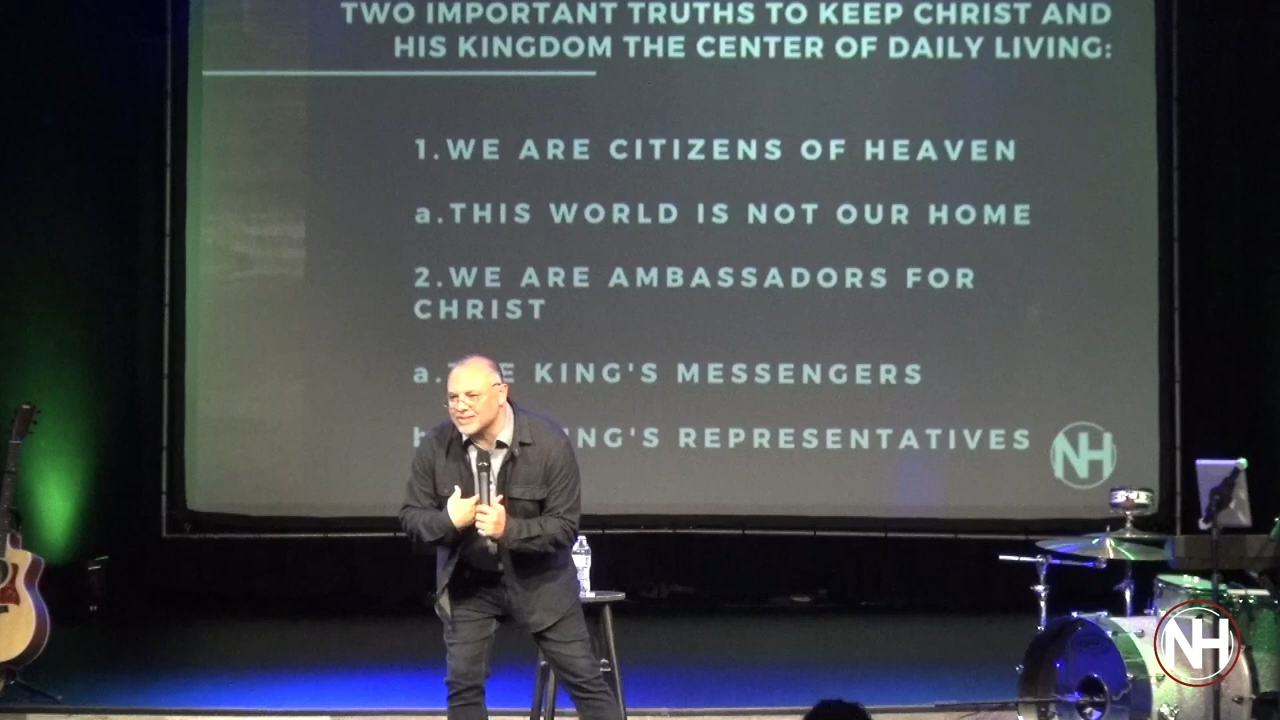 TWO IMPORTANT TRUTHS TO KEEP CHRIST AND
HIS KINGDOM THE CENTER OF DAILY LIVING:
1.WE ARE CITIZENS OF HEAVEN
a.THIS WORLD IS NOT OUR HOME
2.WE ARE AMBASSADORS FOR
CHRIST
a. KING'S MESSENGERS
REPRESENTATIVES
NH
NH